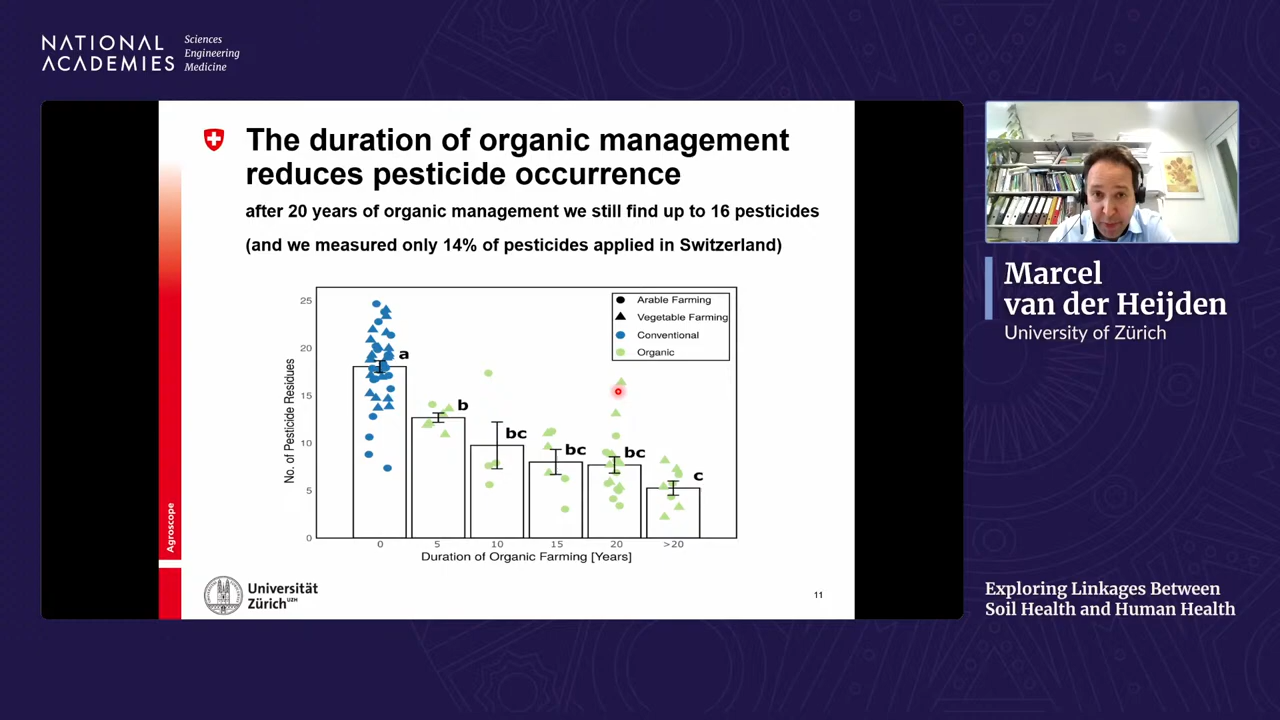 NATIONAL
ACADEMIES
Sciences
Engineering
Medicine
The duration of organic management
reduces pesticide occurrence
after 20 years of organic management we still find up to 16 pesticides
(and we measured only 14% of pesticides applied in Switzerland)
No. of Pesticide Residues
25
20
15
10
5
0
a
b
bc
bc
bc
c
Arable Farming
Vegetable Farming
Conventional
Organic
0
5
10
15
20
>20
Duration of Organic Farming [Years]
Agroscope
Universität
Zürich UZH
11
Marcel
van der Heijden
University of Zürich
Exploring Linkages Between
Soil Health and Human Health